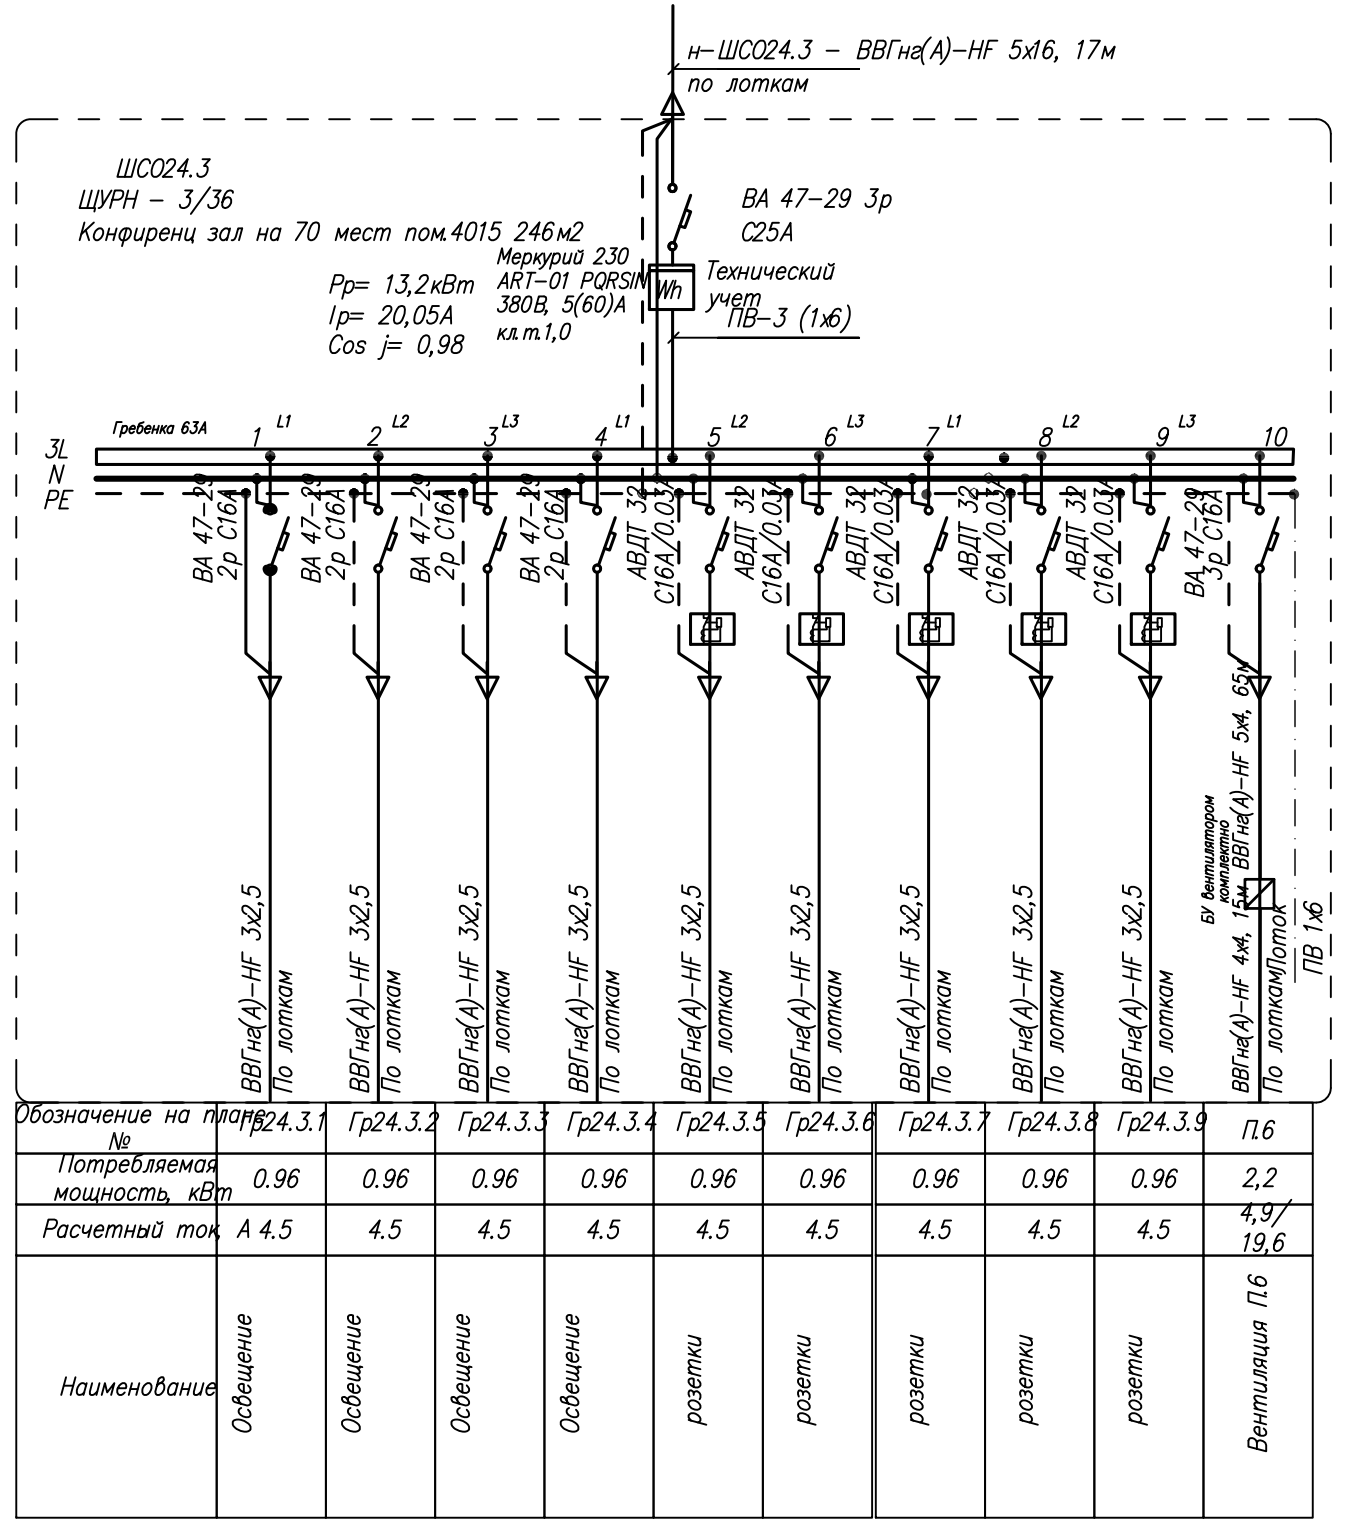 н-ШСО24.3 - ВВГнг(А)-HF 5х16, 17м
по лоткам
ШСО24.3
ЩУРН - 3/36
Конфиренц зал на 70 мест пом.4015 246м2
ВА 47-29 3р
С25А
Рр= 13,2кВт
Iр= 20,05А
Cos j= 0,98
Меркурий 230
ART-01 PQRSIN
380В, 5(60)А
кл.т.1,0
Wh
Технический
учет
ПВ-3 (1х6)
Гребенка 63А
1 L1
2 L2
3 L3
4 L1
5 L2
6 L3
7 L1
8 L2
9 L3
10
3L
N
PE
ВА 47-29
2р С16А
ВА 47-29
2р С16А
ВА 47-29
2р С16А
ВА 47-29
2р С16А
АВДТ 32
С16А/0.03А
АВДТ 32
С16А/0.03А
АВДТ 32
С16А/0.03А
АВДТ 32
С16А/0.03А
АВДТ 32
С16А/0.03А
ВА 47-29
3р С16А
ВВГнг(А)-HF 3х2,5
По лоткам
ВВГнг(А)-HF 3х2,5
По лоткам
ВВГнг(А)-HF 3х2,5
По лоткам
ВВГнг(А)-HF 3х2,5
По лоткам
ВВГнг(А)-HF 3х2,5
По лоткам
ВВГнг(А)-HF 3х2,5
По лоткам
ВВГнг(А)-HF 3х2,5
По лоткам
ВВГнг(А)-HF 3х2,5
По лоткам
ВВГнг(А)-HF 3х2,5
По лоткам
БУ вентилятором
комплектно
ВВГнг(А)-HF 4х4, 15м
ВВГнг(А)-HF 5х4, 65м
По лоткам
Лоток
ПВ 1х6
Обозначение на плане
№
Гр24.3.1 Гр24.3.2 Гр24.3.3 Гр24.3.4 Гр24.3.5 Гр24.3.6 Гр24.3.7 Гр24.3.8 Гр24.3.9 П.6
Потребляемая
мощность, кВт
0.96 0.96 0.96 0.96 0.96 0.96 0.96 0.96 0.96 2,2
Расчетный ток, А 4.5 4.5 4.5 4.5 4.5 4.5 4.5 4.5 4.5 4,9/
19,6
Наименование
Освещение
Освещение
Освещение
Освещение
розетки
розетки
розетки
розетки
розетки
Вентиляция П.6